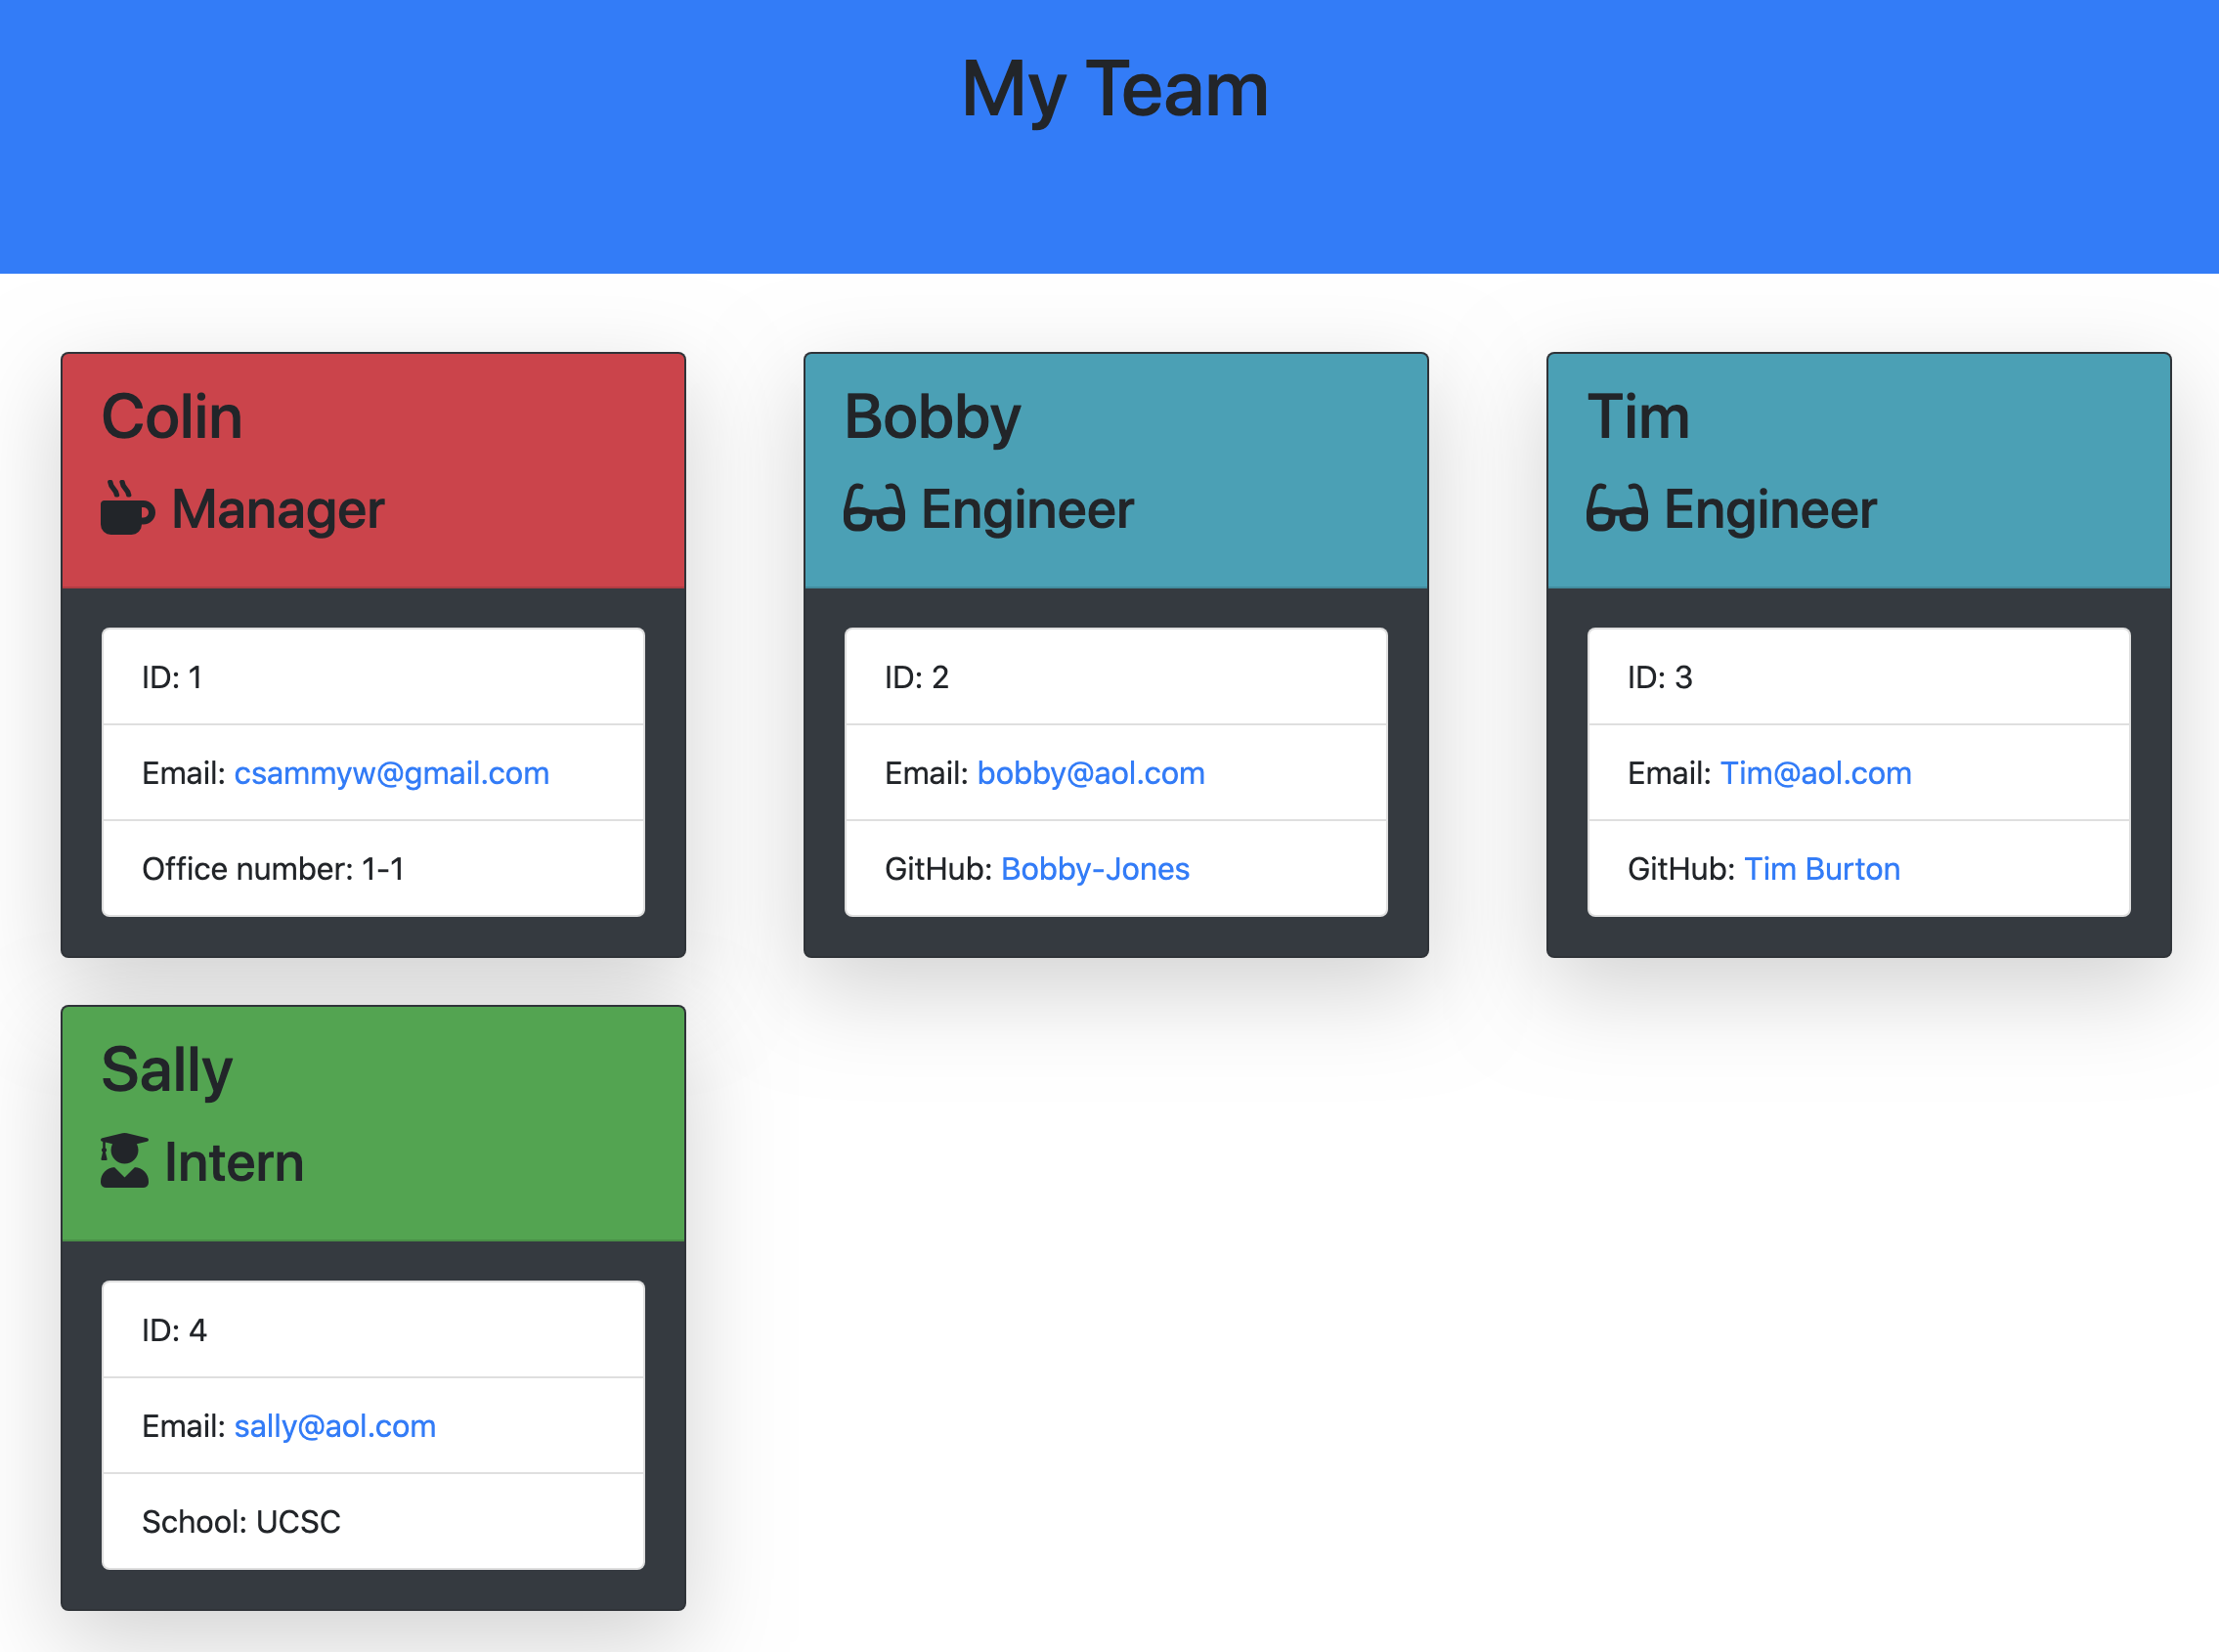 My Team
Colin
Manager
ID: 1
Email: csammyw@gmail.com
Office number: 1-1
Bobby
Engineer
ID: 2
Email: bobby@aol.com
GitHub: Bobby-Jones
Tim
Engineer
ID: 3
Email: Tim@aol.com
GitHub: Tim Burton
Sally
Intern
ID: 4
Email: sally@aol.com
School: UCSC